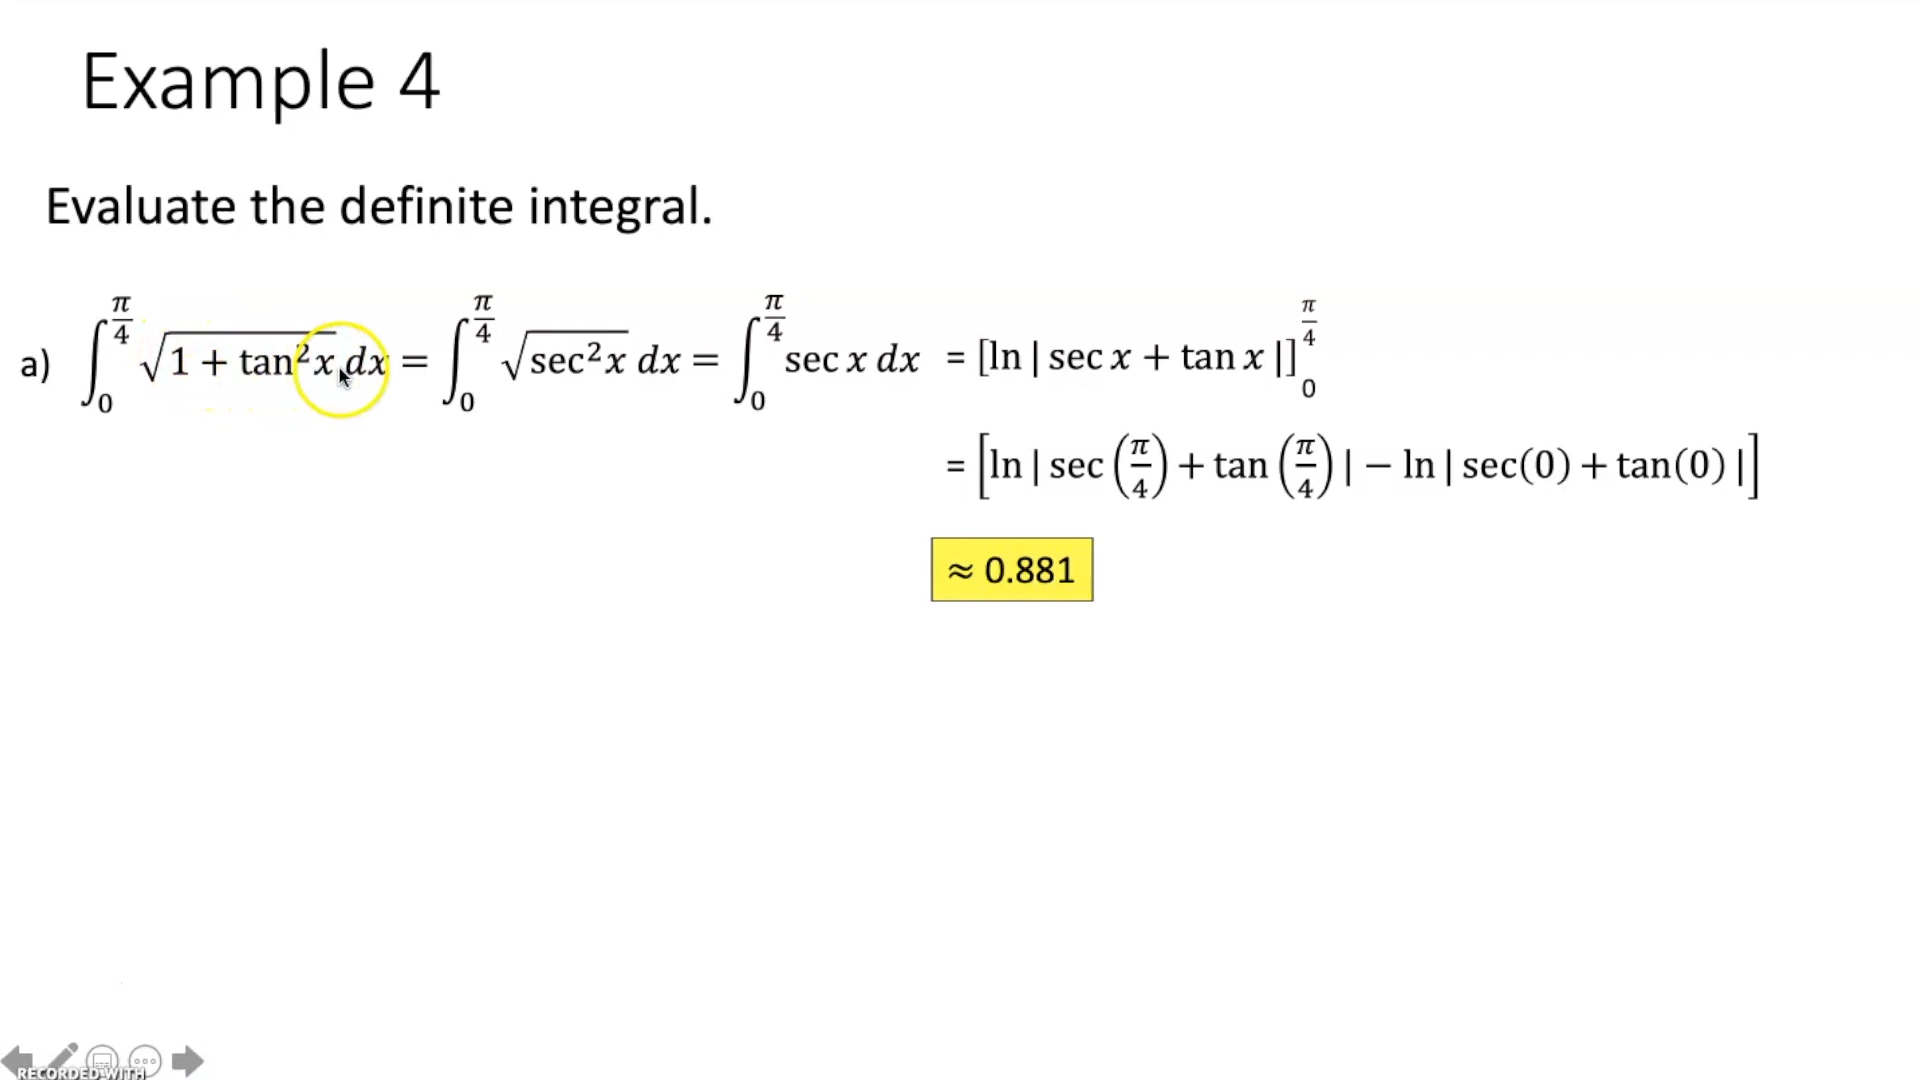 Example 4
Evaluate the definite integral.
a) ∫₀^(π/4) √(1 + tan²x) dx = ∫₀^(π/4) √(sec²x) dx = ∫₀^(π/4) sec x dx = [ln | sec x + tan x |]₀^(π/4)
= [ln | sec (π/4) + tan (π/4) | − ln | sec(0) + tan(0) |]
≈ 0.881
RECORDED WITH